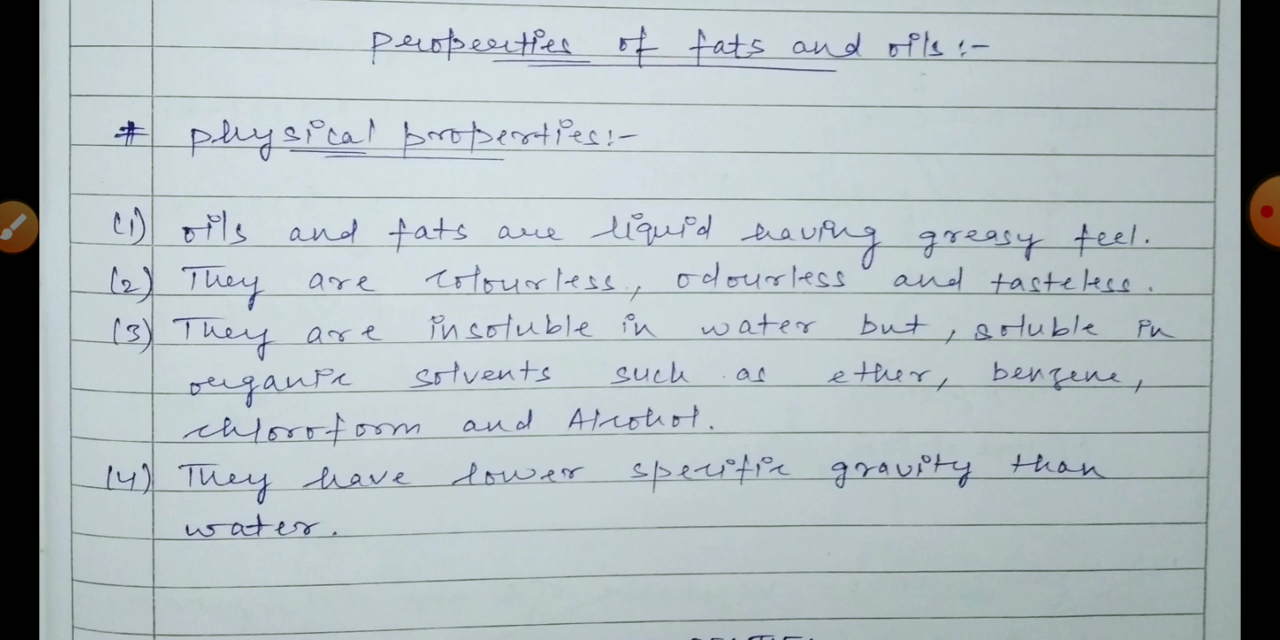 Properties of fats and oils:-
# Physical properties:-
(1) oils and fats are liquid having greasy feel.
(2) They are colourless, odourless and tasteless.
(3) They are insoluble in water but, soluble in
organic solvents such as ether, benzene,
chloroform and Alcohol.
(4) They have lower specific gravity than
water.